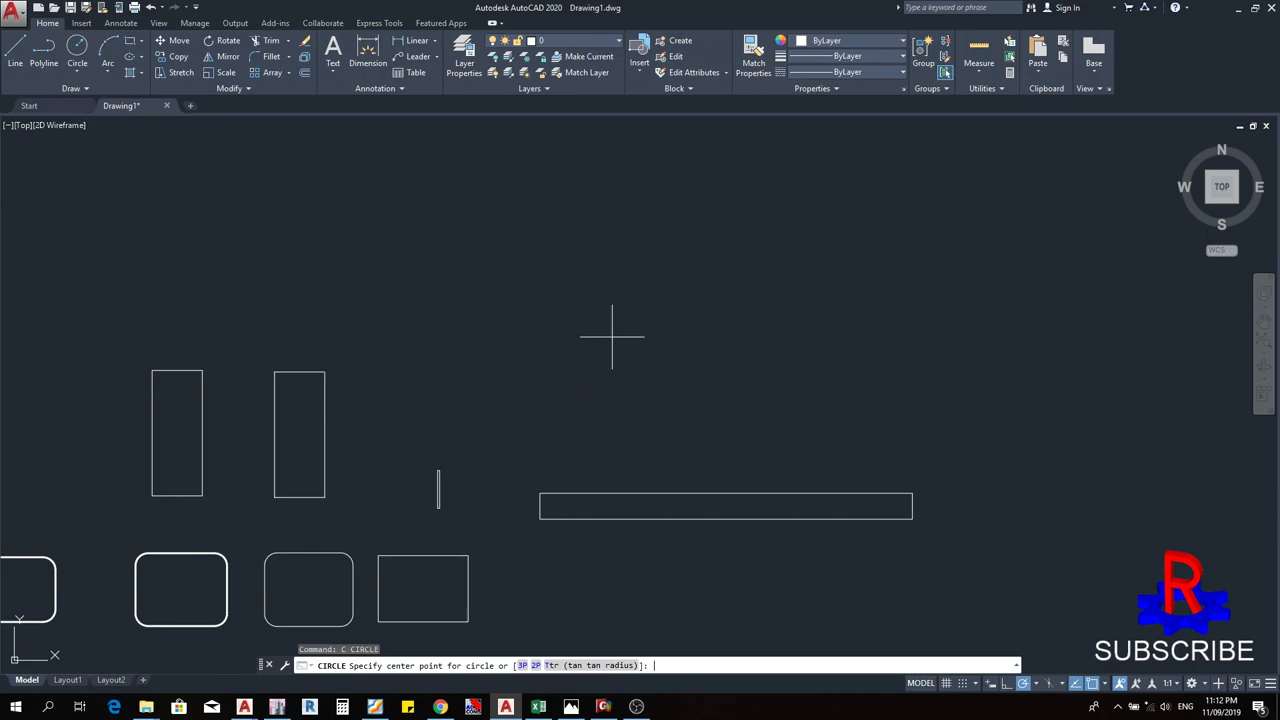 Autodesk AutoCAD 2020 Drawing1.dwg
Type a keyword or phrase
Sign In
Home Insert Annotate View Manage Output Add-ins Collaborate Express Tools Featured Apps
Line
Polyline
Circle
Arc
Move
Rotate
Trim
Copy
Mirror
Fillet
Stretch
Scale
Array
Text
Dimension
Linear
Leader
Table
Layer
Properties
0
Make Current
Match Layer
Insert
Create
Edit
Edit Attributes
Match
Properties
ByLayer
ByLayer
ByLayer
Group
Measure
Paste
Base
Draw
Modify
Annotation
Layers
Block
Properties
Groups
Utilities
Clipboard
View
Start
Drawing1*
[−][Top][2D Wireframe]
N
W
TOP
E
S
WCS
Y
X
R
SUBSCRIBE
Command: C CIRCLE
CIRCLE Specify center point for circle or [3P 2P Ttr (tan tan radius)]:
Model
Layout1
Layout2
MODEL
1:1
ENG
11:12 PM
11/09/2019